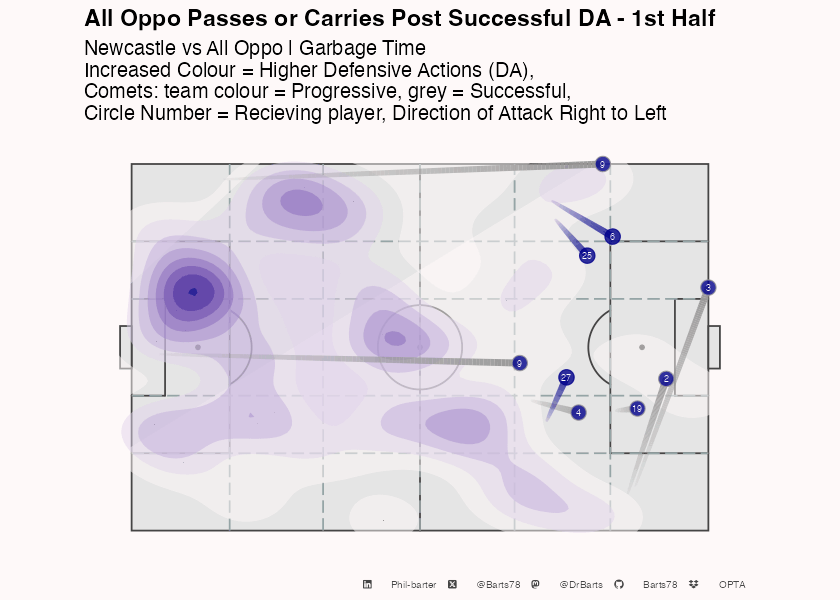 All Oppo Passes or Carries Post Successful DA - 1st Half
Newcastle vs All Oppo I Garbage Time
Increased Colour = Higher Defensive Actions (DA),
Comets: team colour = Progressive, grey = Successful,
Circle Number = Recieving player, Direction of Attack Right to Left
9
6
25
3
9
27
2
4
19
Phil-barter @Barts78 @DrBarts Barts78 OPTA